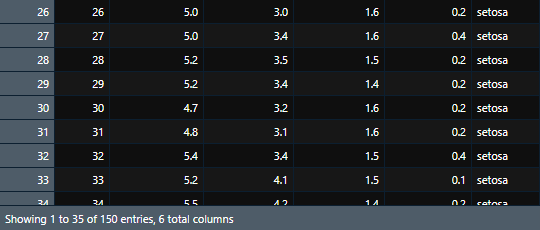 26 26 5.0 3.0 1.6 0.2 setosa
27 27 5.0 3.4 1.6 0.4 setosa
28 28 5.2 3.5 1.5 0.2 setosa
29 29 5.2 3.4 1.4 0.2 setosa
30 30 4.7 3.2 1.6 0.2 setosa
31 31 4.8 3.1 1.6 0.2 setosa
32 32 5.4 3.4 1.5 0.4 setosa
33 33 5.2 4.1 1.5 0.1 setosa
34 34 5.5 4.2 1.4 0.2 setosa
Showing 1 to 35 of 150 entries, 6 total columns